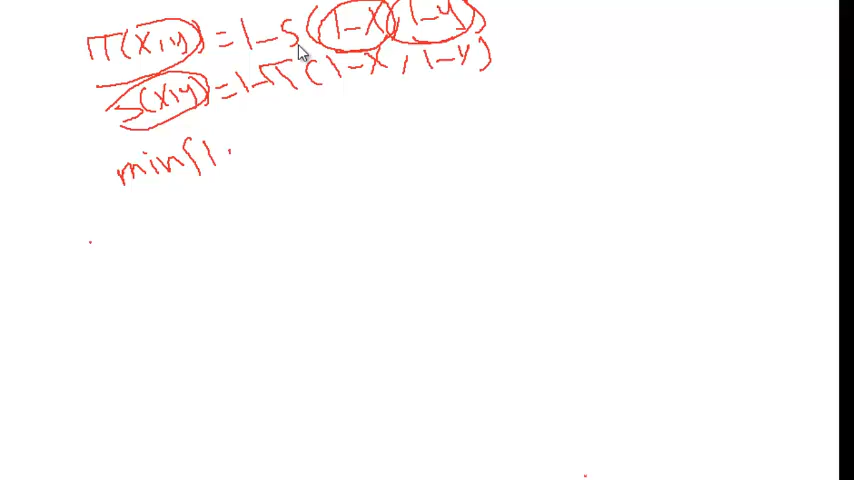 π(x,y) = 1-S(1-x, 1-y)
S(x,y) = 1-π(1-x, 1-y)
min{1.